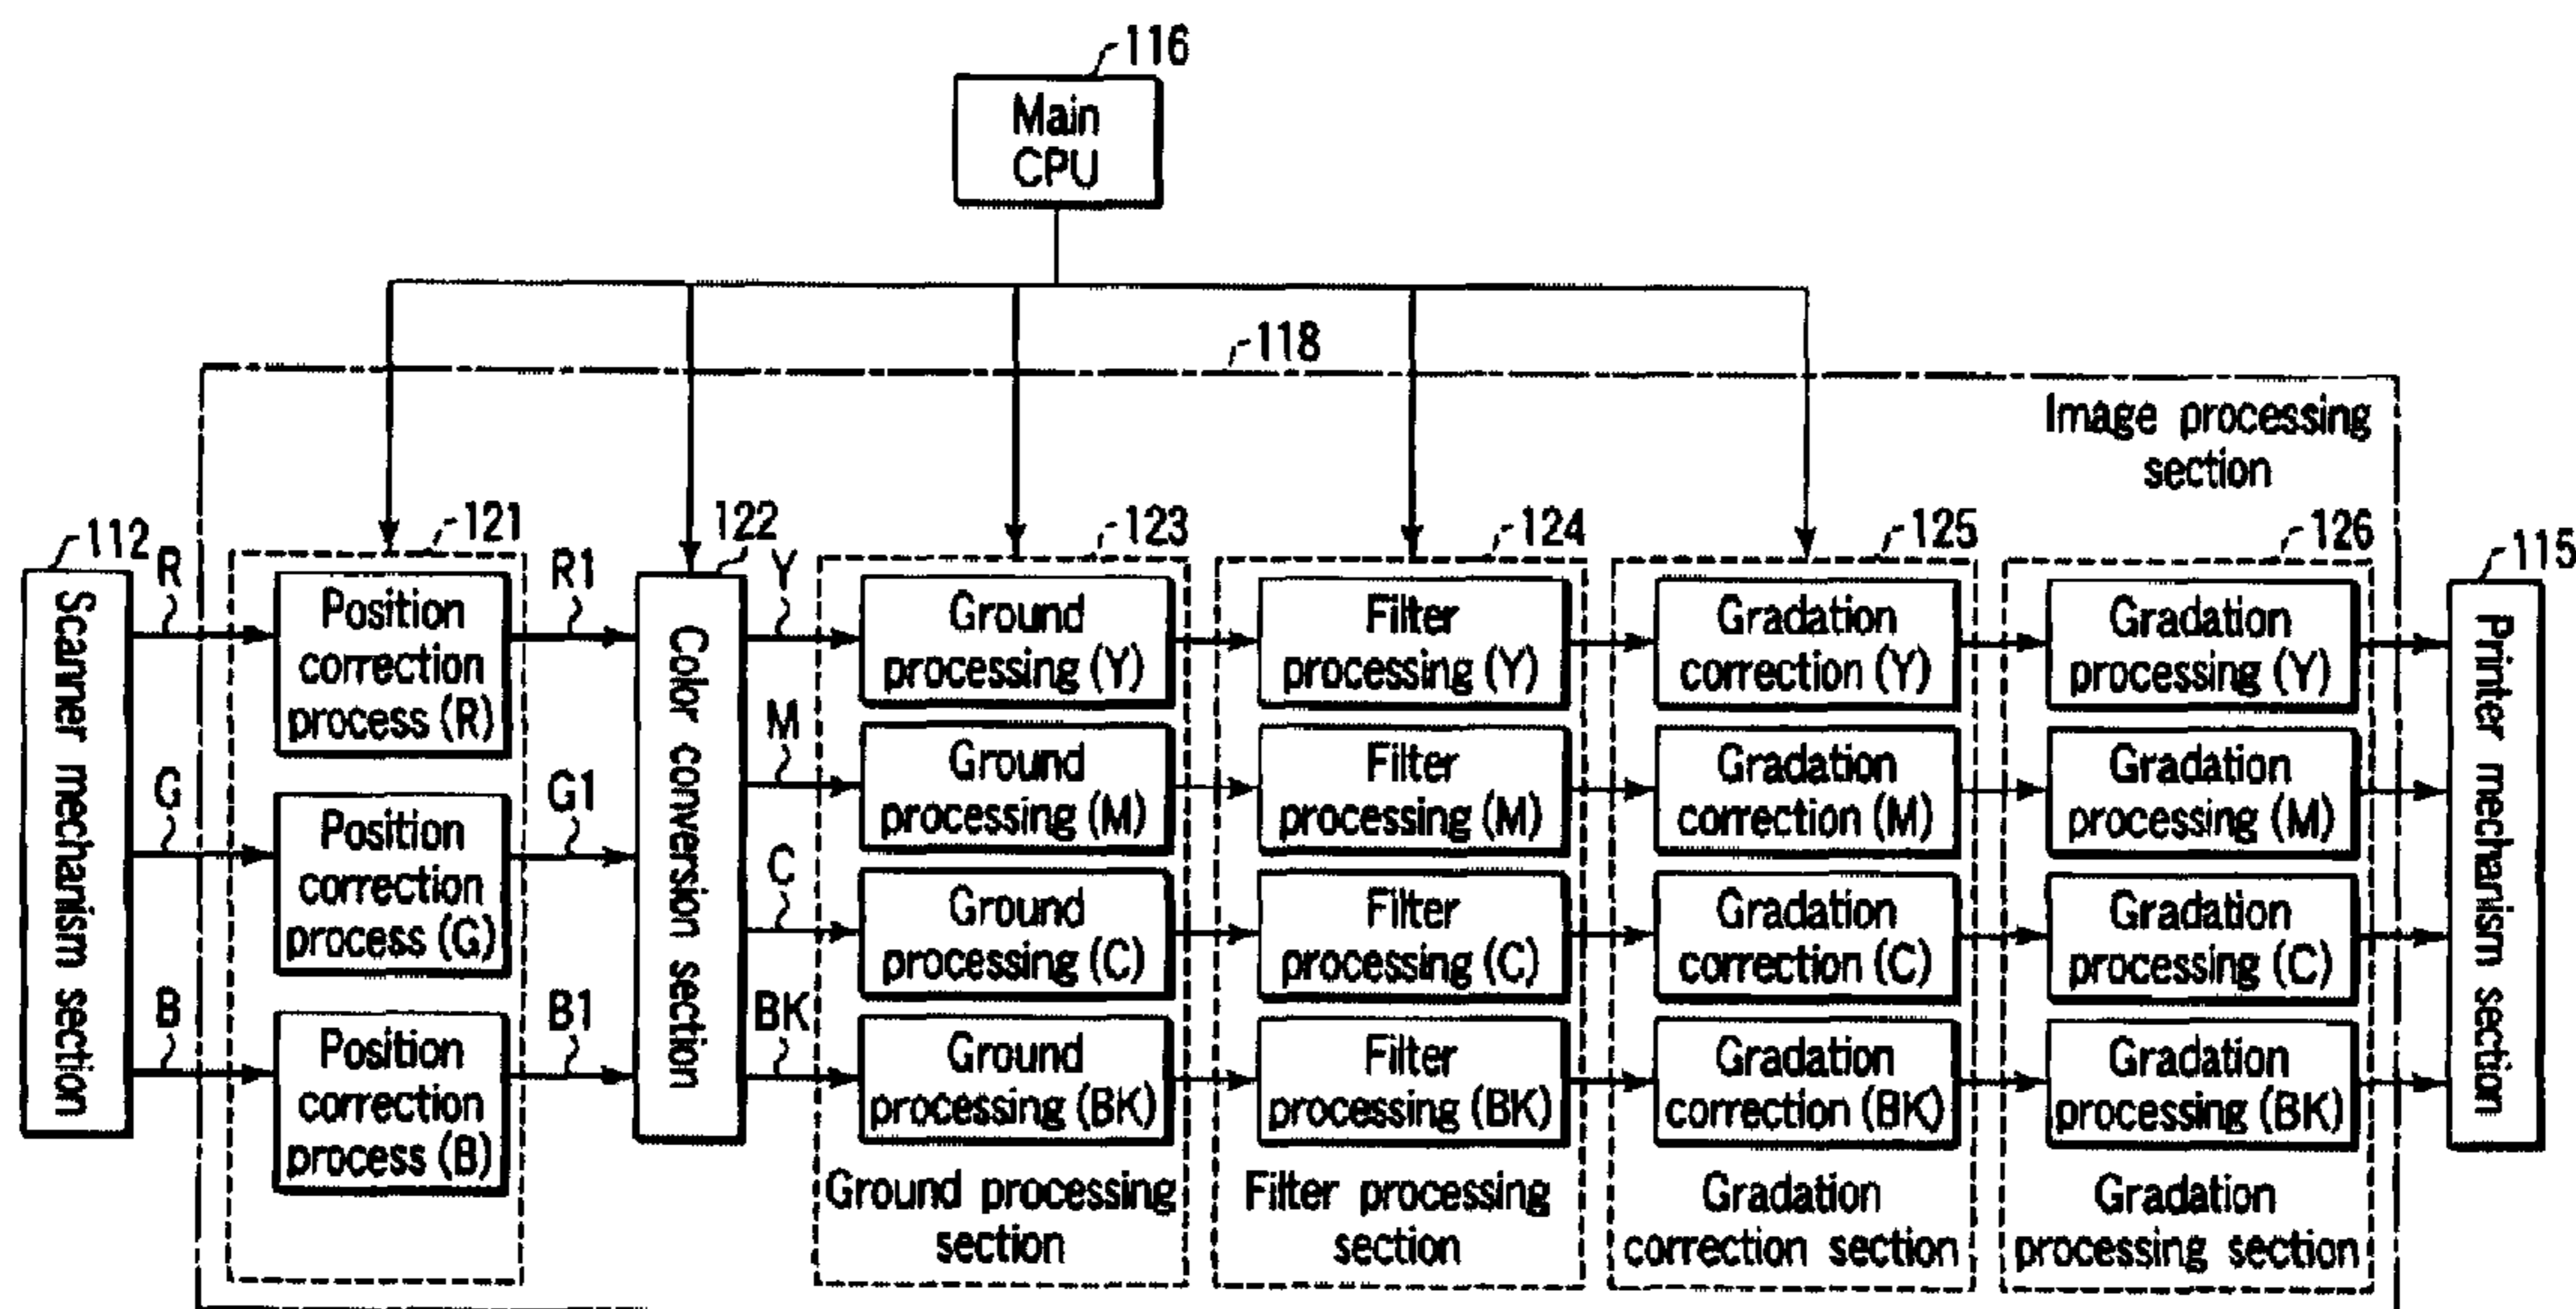 116
Main
CPU
118
Image processing
section
112
R
G
B
Scanner mechanism section
121
Position
correction
process (R)
Position
correction
process (G)
Position
correction
process (B)
R1
G1
B1
122
Color conversion section
Y
M
C
BK
123
Ground
processing (Y)
Ground
processing (M)
Ground
processing (C)
Ground
processing (BK)
Ground processing
section
124
Filter
processing (Y)
Filter
processing (M)
Filter
processing (C)
Filter
processing (BK)
Filter processing
section
125
Gradation
correction (Y)
Gradation
correction (M)
Gradation
correction (C)
Gradation
correction (BK)
Gradation
correction section
126
Gradation
processing (Y)
Gradation
processing (M)
Gradation
processing (C)
Gradation
processing (BK)
Gradation
processing section
115
Printer mechanism section